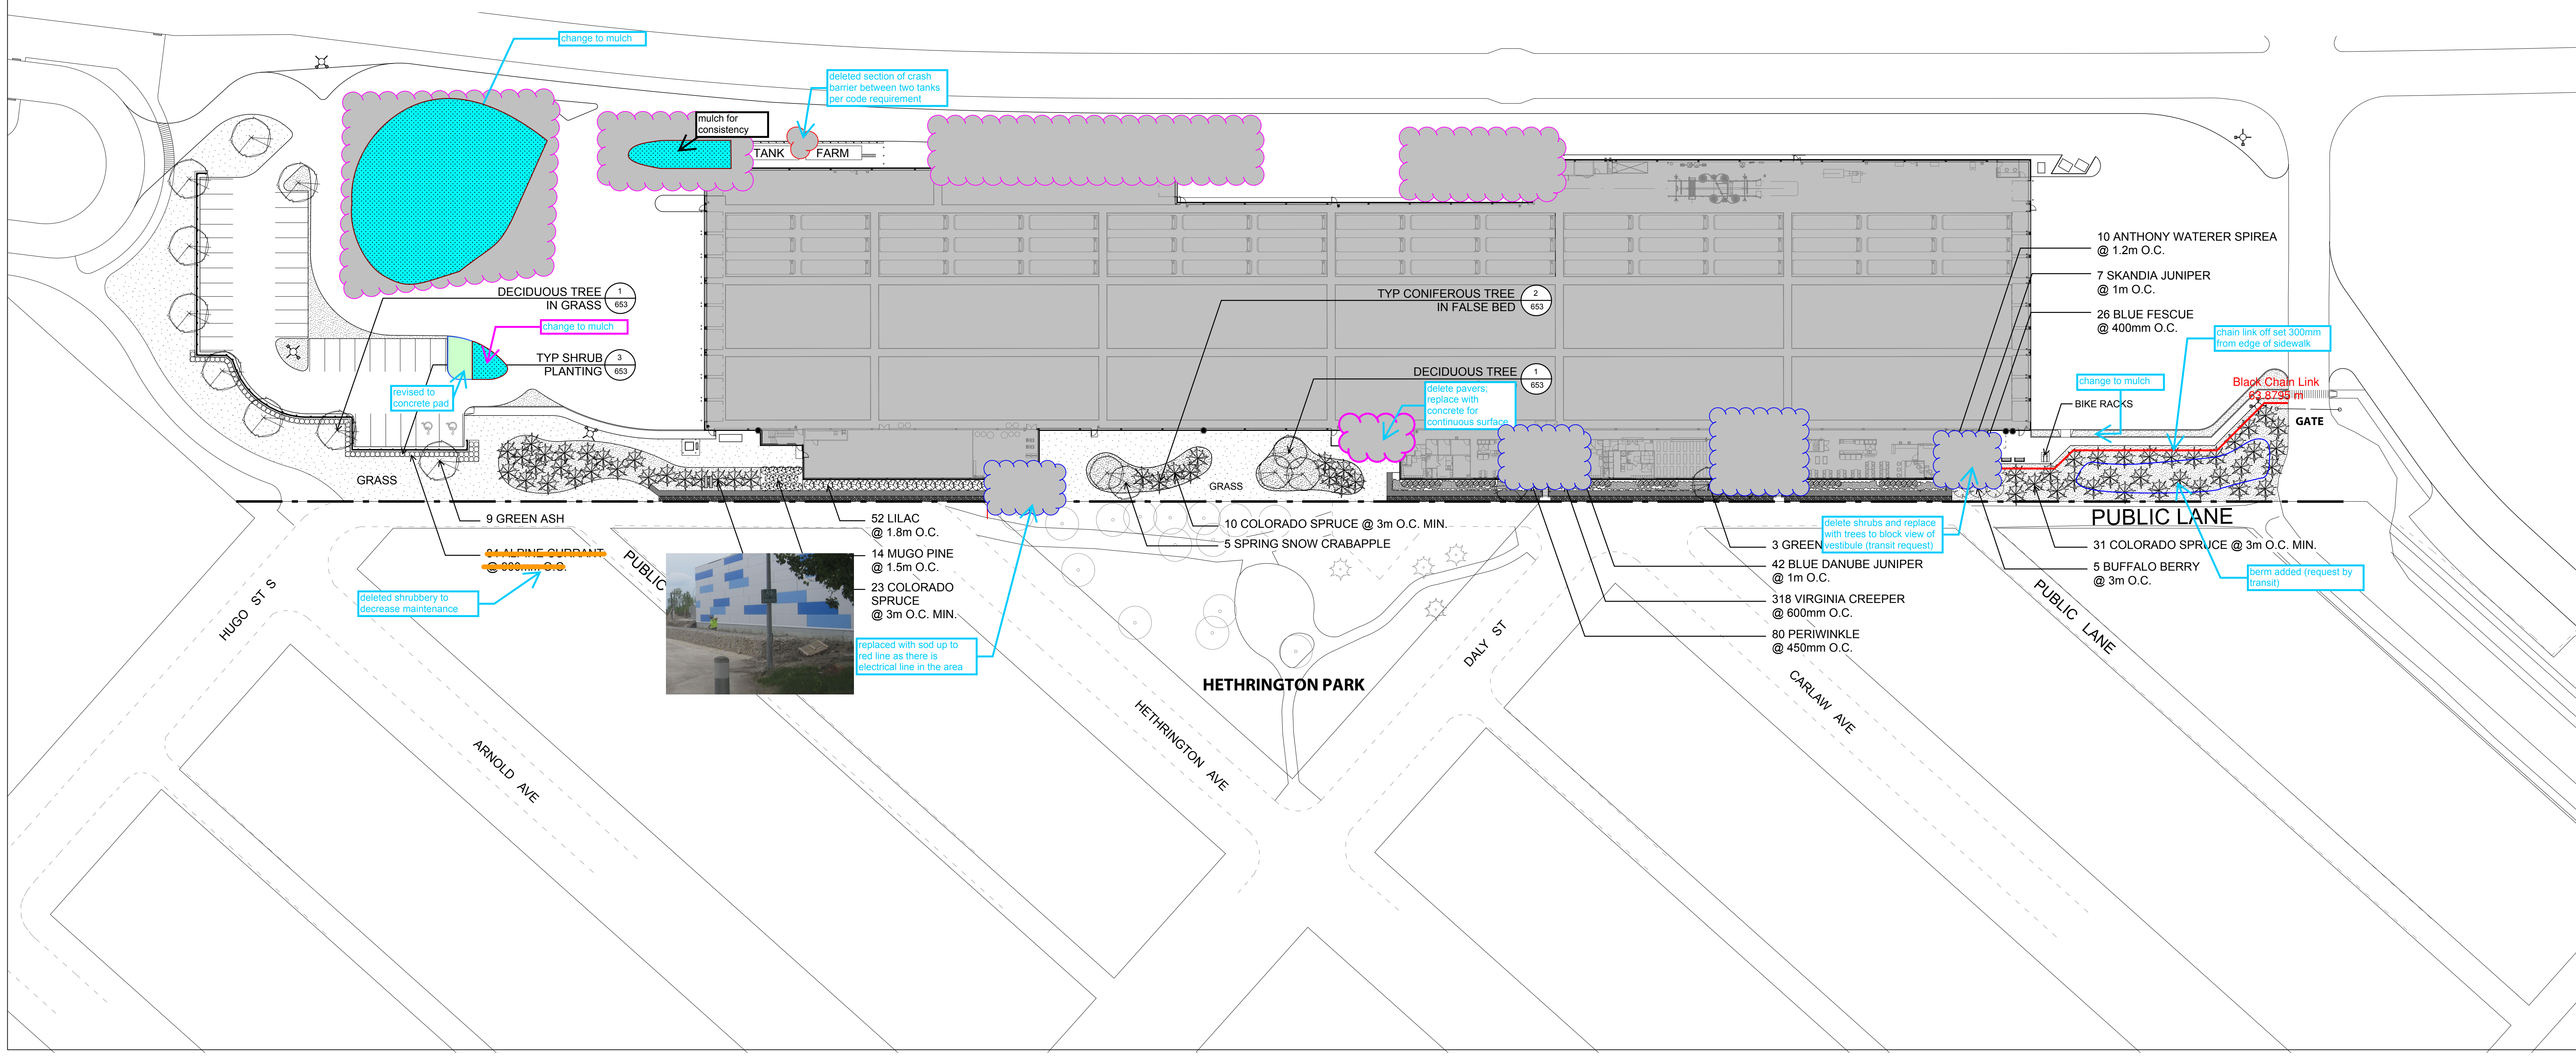 change to mulch
deleted section of crash
barrier between two tanks
per code requirement
mulch for
consistency
TANK FARM
DECIDUOUS TREE
IN GRASS
1
653
change to mulch
TYP SHRUB
PLANTING
3
653
revised to
concrete pad
TYP CONIFEROUS TREE
IN FALSE BED
2
653
DECIDUOUS TREE
1
653
delete pavers;
replace with
concrete for
continuous surface
10 ANTHONY WATERER SPIREA
@ 1.2m O.C.
7 SKANDIA JUNIPER
@ 1m O.C.
26 BLUE FESCUE
@ 400mm O.C.
chain link off set 300mm
from edge of sidewalk
change to mulch
Black Chain Link
63.8795 m
BIKE RACKS
GATE
GRASS
GRASS
9 GREEN ASH
84 ALPINE CURRANT
@ 600mm O.C.
deleted shrubbery to
decrease maintenance
PUBLIC
52 LILAC
@ 1.8m O.C.
14 MUGO PINE
@ 1.5m O.C.
23 COLORADO
SPRUCE
@ 3m O.C. MIN.
replaced with sod up to
red line as there is
electrical line in the area
10 COLORADO SPRUCE @ 3m O.C. MIN.
5 SPRING SNOW CRABAPPLE
3 GREEN
delete shrubs and replace
with trees to block view of
vestibule (transit request)
42 BLUE DANUBE JUNIPER
@ 1m O.C.
318 VIRGINIA CREEPER
@ 600mm O.C.
80 PERIWINKLE
@ 450mm O.C.
PUBLIC LANE
31 COLORADO SPRUCE @ 3m O.C. MIN.
5 BUFFALO BERRY
@ 3m O.C.
berm added (request by
transit)
PUBLIC LANE
HUGO ST S
ARNOLD AVE
HETHRINGTON AVE
HETHRINGTON PARK
DALY ST
CARLAW AVE